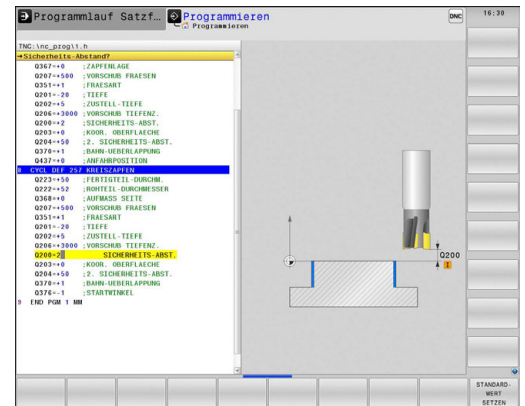 Programmlauf Satzf…
Programmieren
Programmieren
DNC
16:30
TNC:\nc_prog\1.h
→Sicherheits-Abstand?
Q367=+0 ;ZAPFENLAGE
Q207=+500 ;VORSCHUB FRAESEN
Q351=+1 ;FRAESART
Q201=-20 ;TIEFE
Q202=+5 ;ZUSTELL-TIEFE
Q206=+3000 ;VORSCHUB TIEFENZ.
Q200=+2 ;SICHERHEITS-ABST.
Q203=+0 ;KOOR. OBERFLAECHE
Q204=+50 ;2. SICHERHEITS-ABST.
Q370=+1 ;BAHN-UEBERLAPPUNG
Q437=+0 ;ANFAHRPOSITION
8 CYCL DEF 257 KREISZAPFEN
Q223=+50 ;FERTIGTEIL-DURCHM.
Q222=+52 ;ROHTEIL-DURCHMESSER
Q368=+0 ;AUFMASS SEITE
Q207=+500 ;VORSCHUB FRAESEN
Q351=+1 ;FRAESART
Q201=-20 ;TIEFE
Q202=+5 ;ZUSTELL-TIEFE
Q206=+3000 ;VORSCHUB TIEFENZ.
Q200=2 SICHERHEITS-ABST.
Q203=+0 ;KOOR. OBERFLAECHE
Q204=+50 ;2. SICHERHEITS-ABST.
Q370=+1 ;BAHN-UEBERLAPPUNG
Q376=-1 ;STARTWINKEL
9 END PGM 1 MM
Q200
I
STANDARD-
WERT
SETZEN